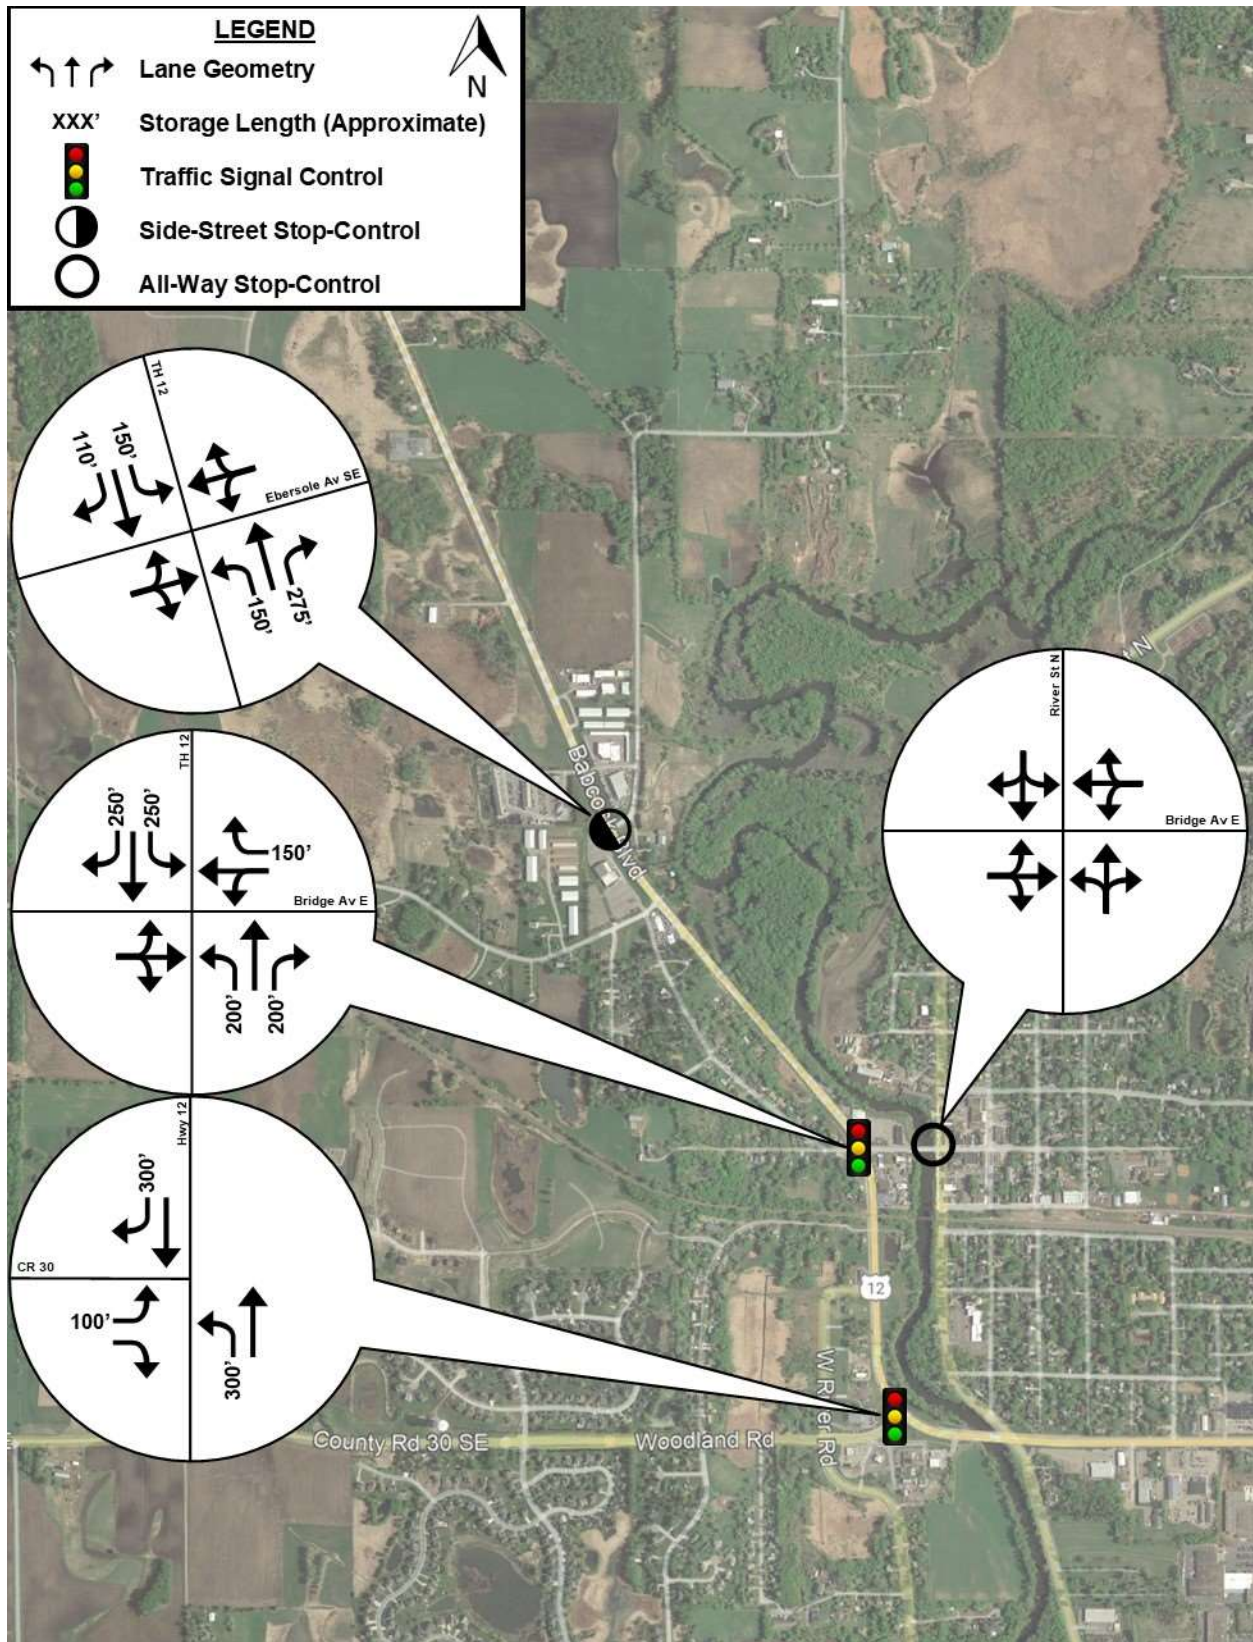 LEGEND
N
Lane Geometry
XXX' Storage Length (Approximate)
Traffic Signal Control
Side-Street Stop-Control
All-Way Stop-Control
TH 12
110'
150'
Ebersole Av SE
150'
275'
TH 12
250'
250'
150'
Bridge Av E
200'
200'
Hwy 12
300'
CR 30
100'
300'
River St N
Bridge Av E
t N
12
W River Rd
County Rd 30 SE
Woodland Rd